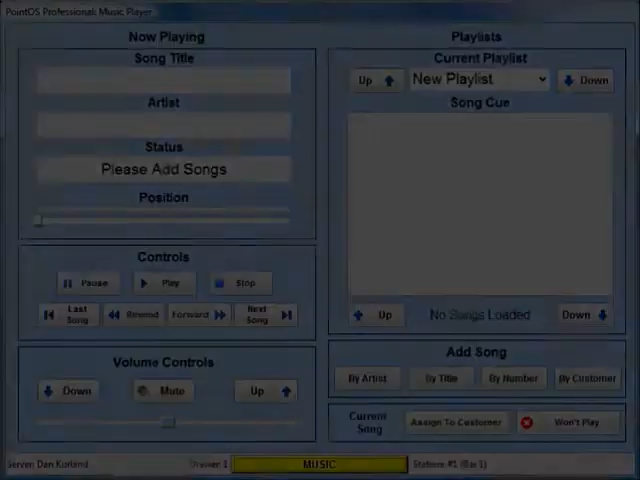 PointOS Professional: Music Player
Now Playing
Song Title
Artist
Status
Please Add Songs
Position
Controls
Pause
Play
Stop
Last Song
Rewind
Forward
Next Song
Volume Controls
Down
Mute
Up
Playlists
Current Playlist
Up
New Playlist
Down
Song Cue
Up
No Songs Loaded
Down
Add Song
By Artist
By Title
By Number
By Customer
Current Song
Assign To Customer
Won't Play
Server: Dan Kurland
Drawer 1
MUSIC
Station: #1 (Bar 1)